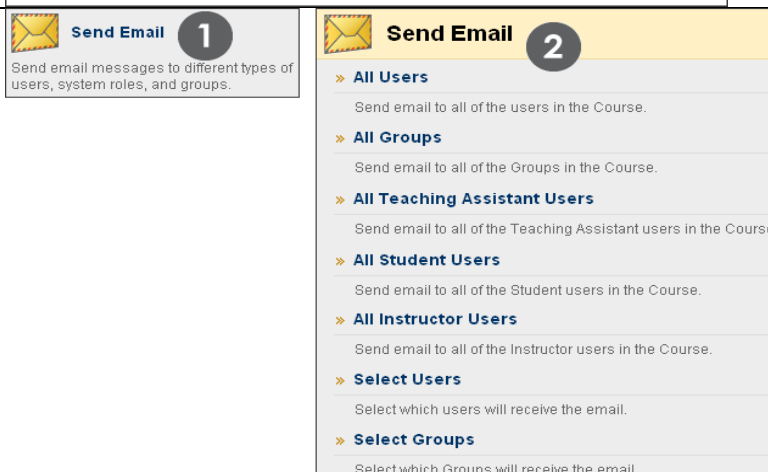 Send Email 1
Send email messages to different types of
users, system roles, and groups.
Send Email 2
» All Users
Send email to all of the users in the Course.
» All Groups
Send email to all of the Groups in the Course.
» All Teaching Assistant Users
Send email to all of the Teaching Assistant users in the Cours
» All Student Users
Send email to all of the Student users in the Course.
» All Instructor Users
Send email to all of the Instructor users in the Course.
» Select Users
Select which users will receive the email.
» Select Groups
Select which Groups will receive the email